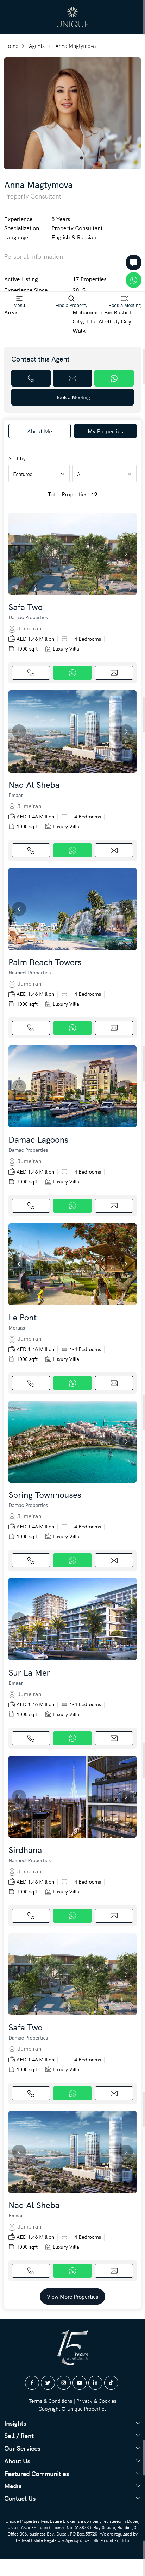 UNIQUE
Home > Agents > Anna Magtymova
Anna Magtymova
Property Consultant
Experience: 8 Years
Specialization: Property Consultant
Language: English & Russian
Personal Information
Active Listing: 17 Properties
Experience Since: 2015
Menu Find a Property Book a Meeting
Areas: Mohammed Bin Rashid
City, Tilal Al Ghaf, City
Walk
Contact this Agent
Book a Meeting
About Me My Properties
Sort by
Featured All
Total Properties: 12
Safa Two
Damac Properties
Jumeirah
AED 1.46 Million 1-4 Bedrooms
1000 sqft Luxury Villa
Nad Al Sheba
Emaar
Jumeirah
AED 1.46 Million 1-4 Bedrooms
1000 sqft Luxury Villa
Palm Beach Towers
Nakheel Properties
Jumeirah
AED 1.46 Million 1-4 Bedrooms
1000 sqft Luxury Villa
Damac Lagoons
Damac Properties
Jumeirah
AED 1.46 Million 1-4 Bedrooms
1000 sqft Luxury Villa
Le Pont
Meraas
Jumeirah
AED 1.46 Million 1-4 Bedrooms
1000 sqft Luxury Villa
Spring Townhouses
Damac Properties
Jumeirah
AED 1.46 Million 1-4 Bedrooms
1000 sqft Luxury Villa
Sur La Mer
Emaar
Jumeirah
AED 1.46 Million 1-4 Bedrooms
1000 sqft Luxury Villa
Sirdhana
Nakheel Properties
Jumeirah
AED 1.46 Million 1-4 Bedrooms
1000 sqft Luxury Villa
Safa Two
Damac Properties
Jumeirah
AED 1.46 Million 1-4 Bedrooms
1000 sqft Luxury Villa
Nad Al Sheba
Emaar
Jumeirah
AED 1.46 Million 1-4 Bedrooms
1000 sqft Luxury Villa
View More Properties
15 Years
Terms & Conditions | Privacy & Cookies
Copyright © Unique Properties
Insights
Sell / Rent
Our Services
About Us
Featured Communities
Media
Contact Us
Unique Properties Real Estate Broker is a company registered in Dubai,
United Arab Emirates License No. 613873 ), Bay Square, Building 3,
Office 506, business Bay, Dubai, PO Box 55720. We are regulated by
the Real Estate Regulatory Agency under office number 1815.